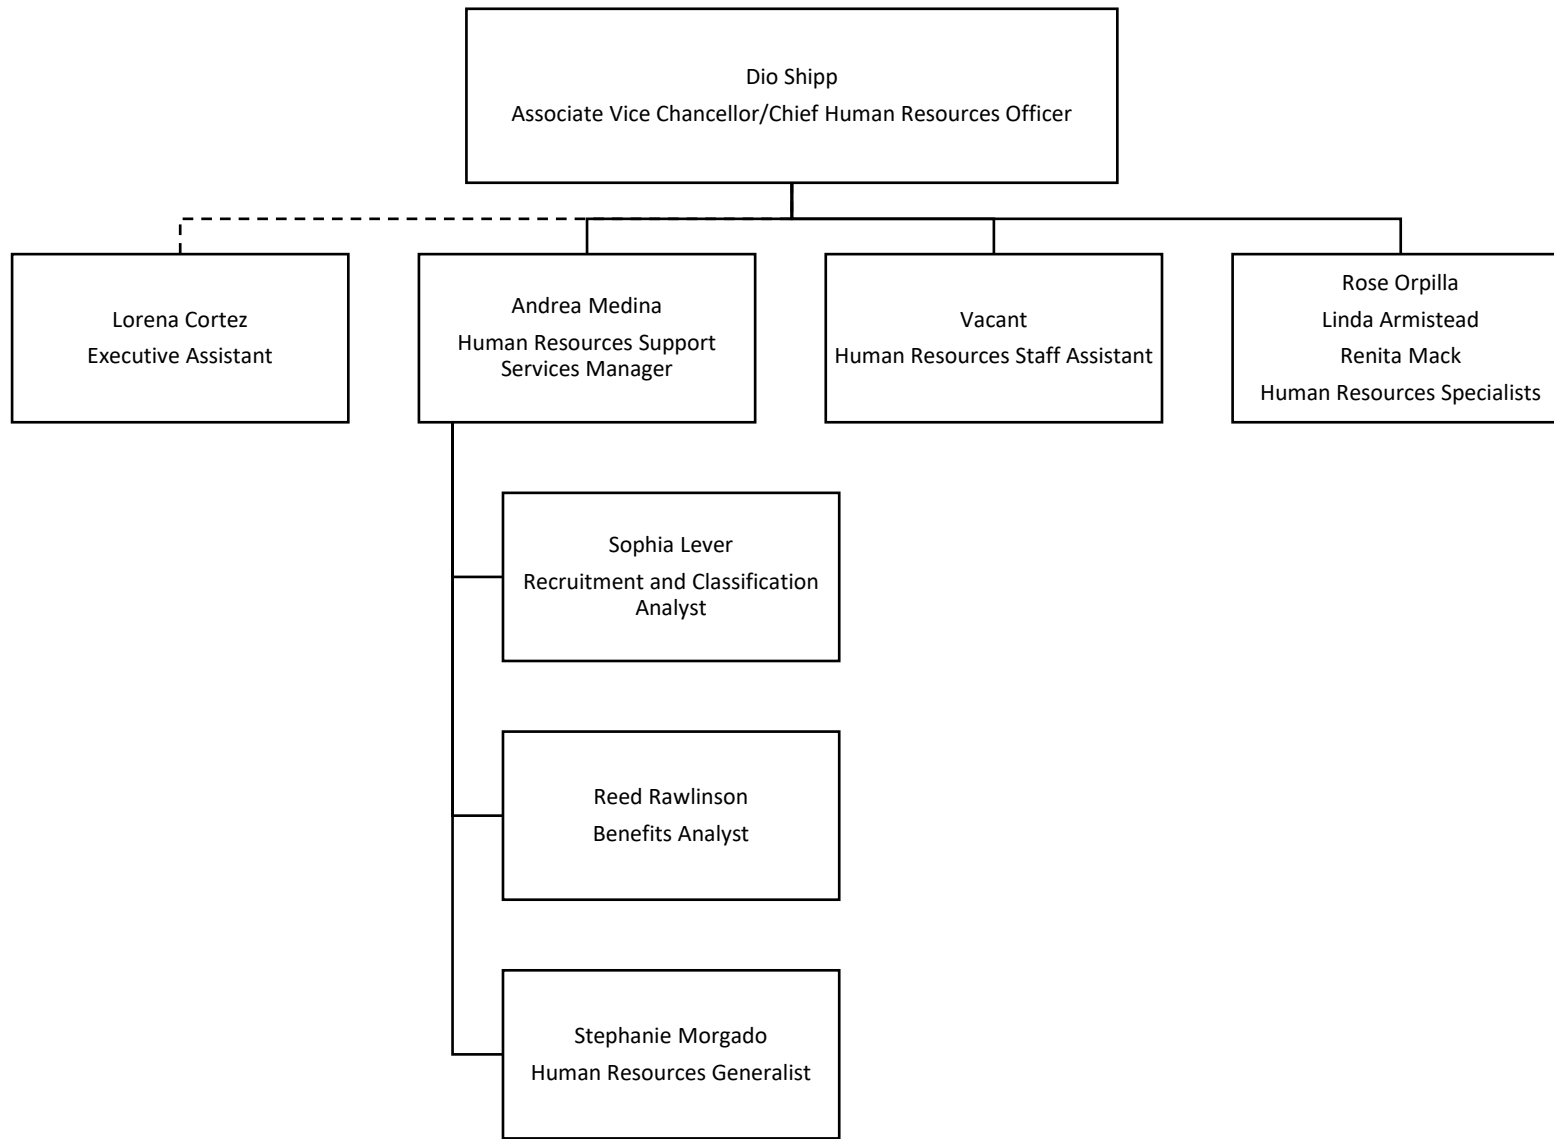 Dio Shipp
Associate Vice Chancellor/Chief Human Resources Officer
Lorena Cortez
Executive Assistant
Andrea Medina
Human Resources Support
Services Manager
Vacant
Human Resources Staff Assistant
Rose Orpilla
Linda Armistead
Renita Mack
Human Resources Specialists
Sophia Lever
Recruitment and Classification
Analyst
Reed Rawlinson
Benefits Analyst
Stephanie Morgado
Human Resources Generalist